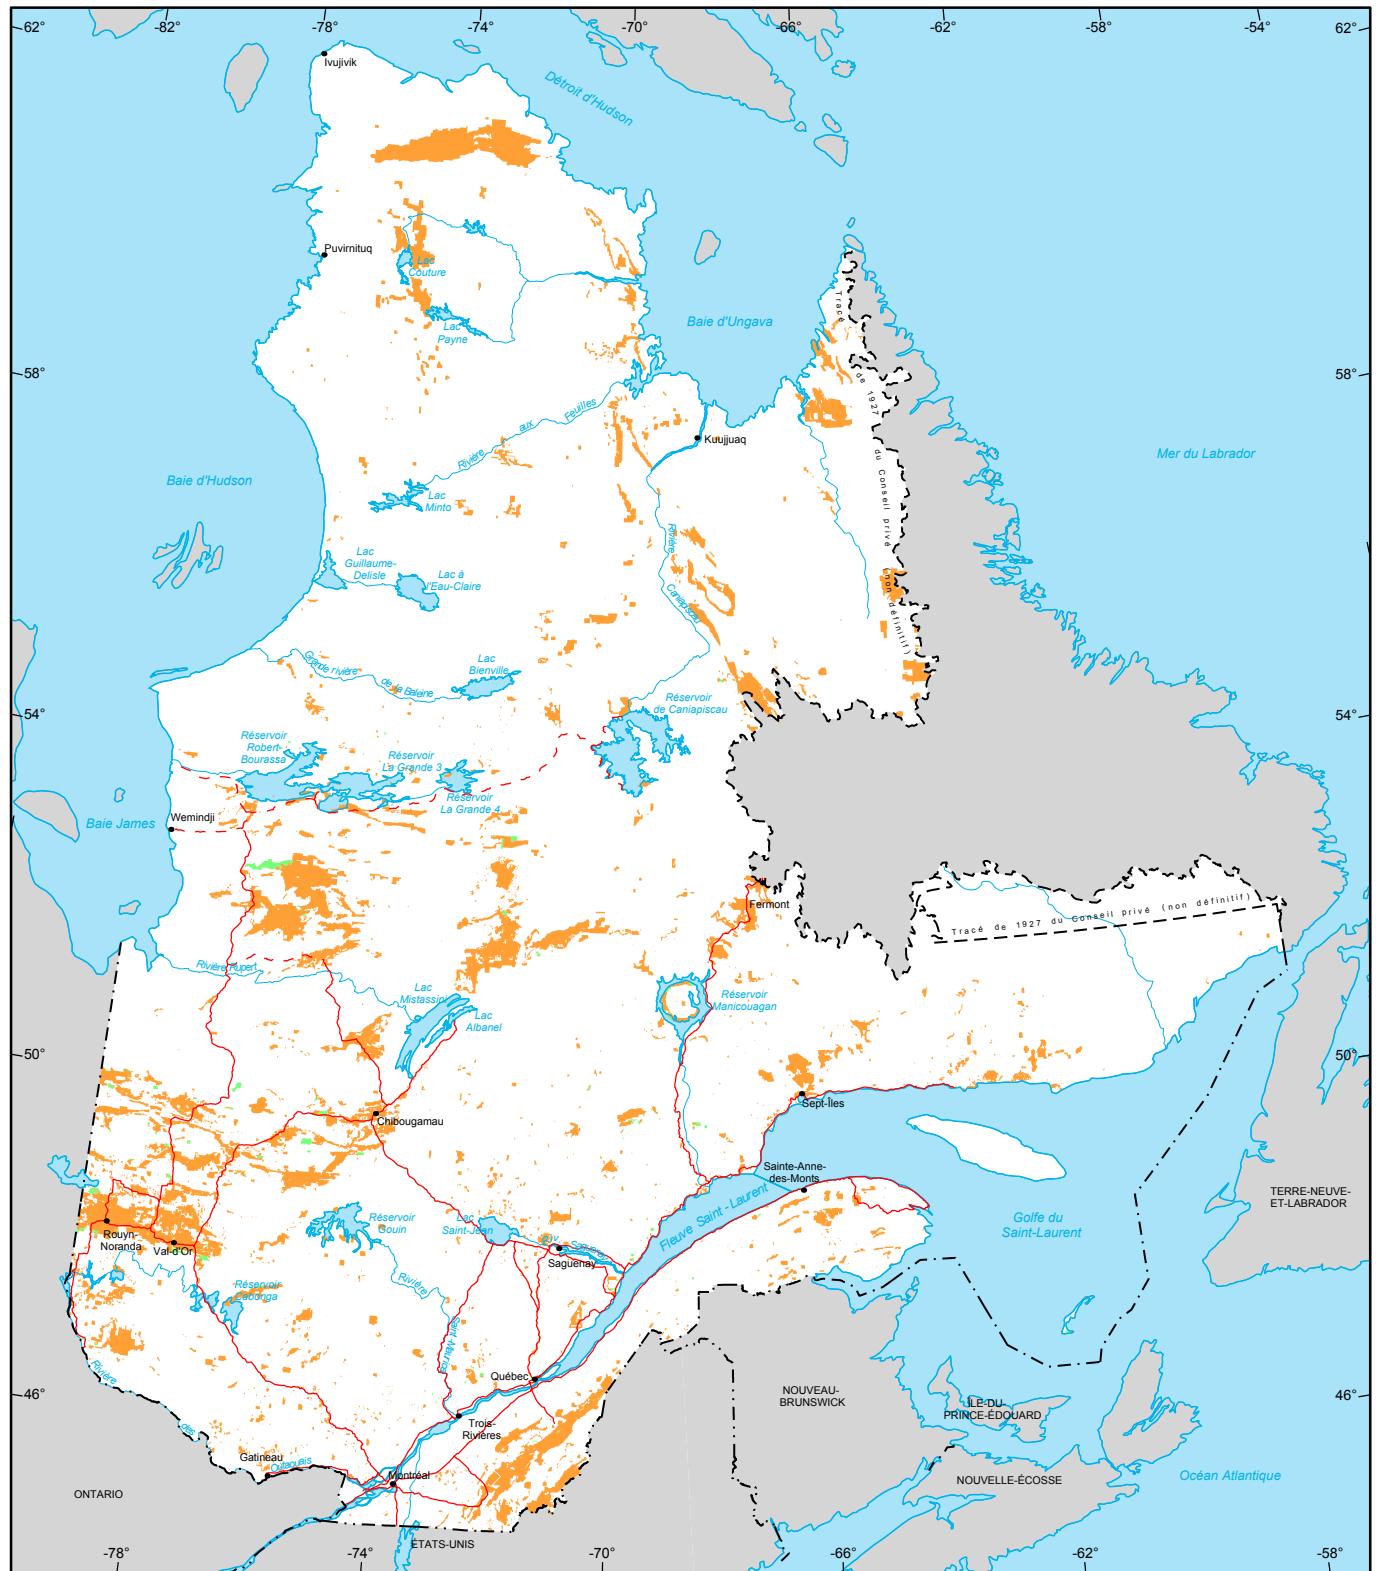 62°
-82
-78
-74
-70
-66
-62
-58
-54
62°
Ivujivik
Détroit d'Hudson
Puvirnituq
Lac
Couture
Lac
Payne
Baie d'Ungava
Tracé de 1927 du Conseil privé (non définitif)
58°
58°
Rivière aux Feuilles
Kuujjuaq
Mer du Labrador
Baie d'Hudson
Lac
Minto
Rivière Caniapiscau
Lac
Guillaume-
Delisle
Lac à
l'Eau-Claire
Grande rivière de la Baleine
Lac
Bienville
Réservoir
de Caniapiscau
54°
54°
Réservoir
Robert-
Bourassa
Réservoir
La Grande 3
Réservoir
La Grande 4
Wemindji
Baie James
Fermont
Tracé de 1927 du Conseil privé (non définitif)
Rivière Rupert
Lac
Mistassini
Lac
Albanel
Réservoir
Manicouagan
50°
50°
Sept-Îles
Chibougamau
Sainte-Anne-
des-Monts
Fleuve Saint-Laurent
TERRE-NEUVE-
ET-LABRADOR
Golfe du
Saint-Laurent
Réservoir
Gouin
Lac
Saint-Jean
Riv Saguenay
Saguenay
Rouyn-
Noranda
Val-d'Or
Réservoir
Cabonga
Rivière Saint-Maurice
Québec
46°
46°
NOUVEAU-
BRUNSWICK
ÎLE-DU-
PRINCE-ÉDOUARD
Trois-
Rivières
Rivière des Outaouais
Gatineau
Montréal
NOUVELLE-ÉCOSSE
Océan Atlantique
ONTARIO
ÉTATS-UNIS
-78°
-74°
-70°
-66°
-62°
-58°